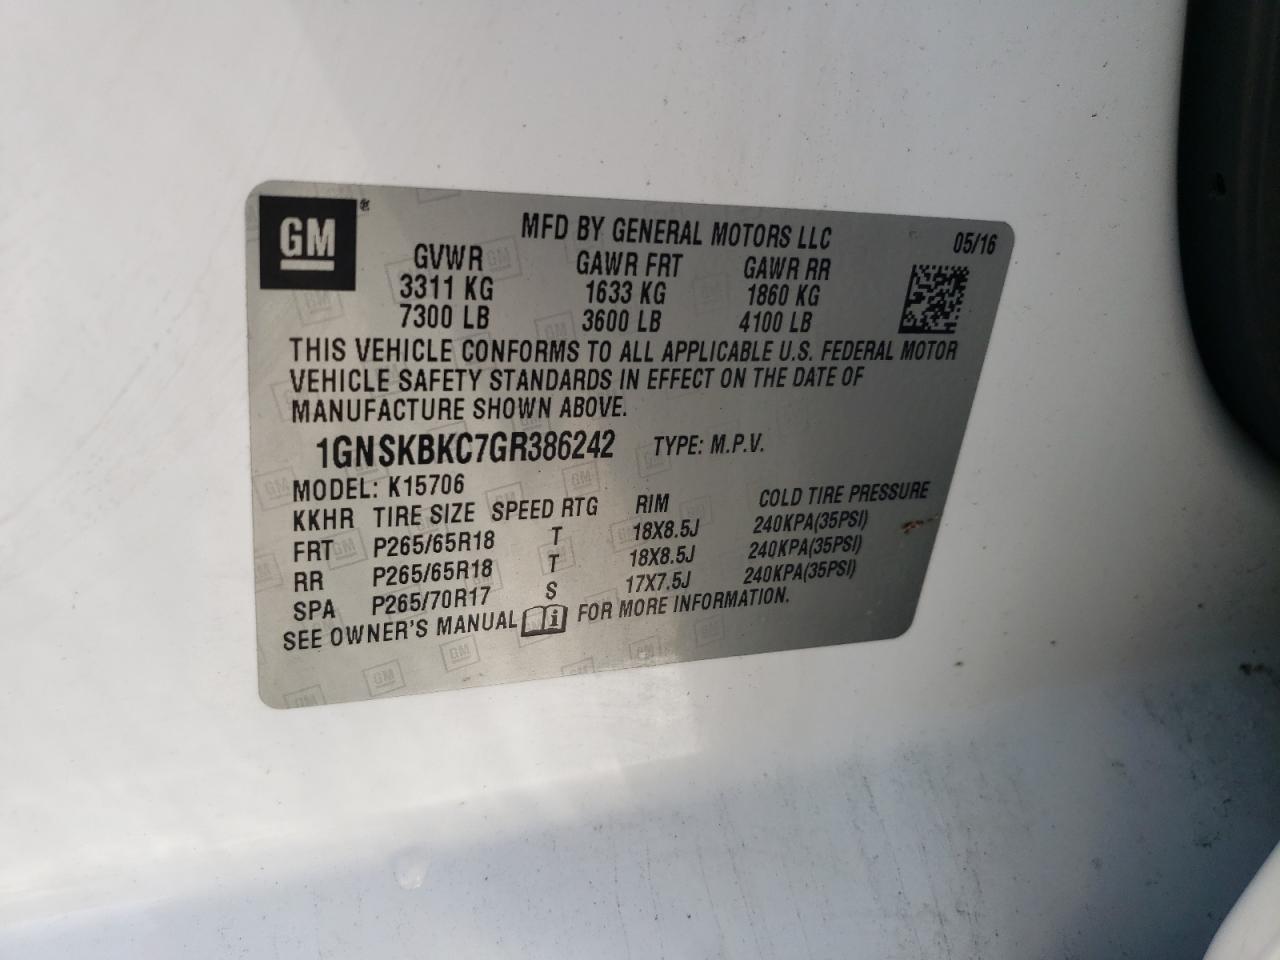 GM ®
MFD BY GENERAL MOTORS LLC 05/16
GVWR GAWR FRT GAWR RR
3311 KG 1633 KG 1860 KG
7300 LB 3600 LB 4100 LB
THIS VEHICLE CONFORMS TO ALL APPLICABLE U.S. FEDERAL MOTOR
VEHICLE SAFETY STANDARDS IN EFFECT ON THE DATE OF
MANUFACTURE SHOWN ABOVE.
1GNSKBKC7GR386242 TYPE: M.P.V.
MODEL: K15706
KKHR TIRE SIZE SPEED RTG RIM COLD TIRE PRESSURE
FRT P265/65R18 T 18X8.5J 240KPA(35PSI)
RR P265/65R18 T 18X8.5J 240KPA(35PSI)
SPA P265/70R17 S 17X7.5J 240KPA(35PSI)
SEE OWNER'S MANUAL i FOR MORE INFORMATION.